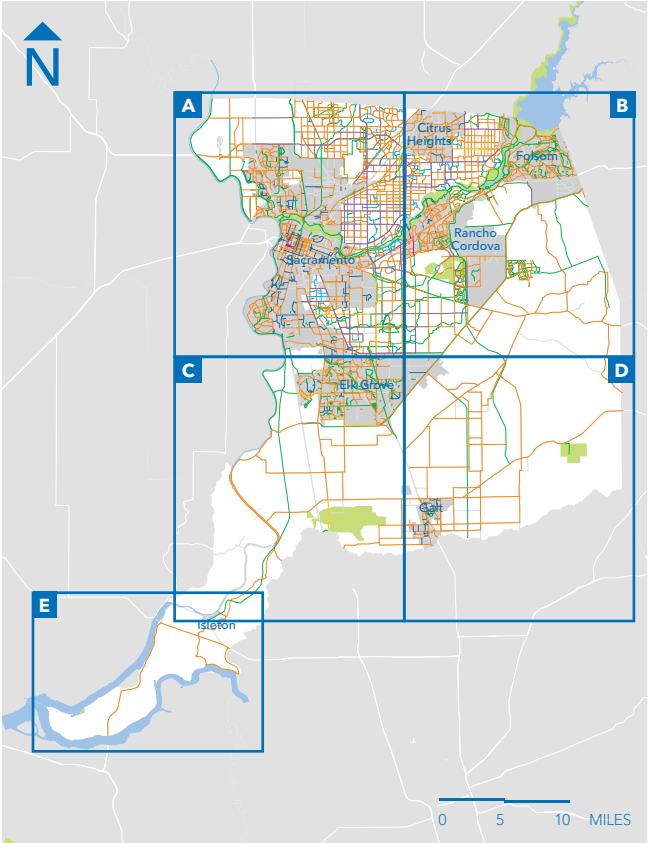 N
A
B
Citrus
Heights
Folsom
Rancho
Cordova
Sacramento
C
D
Elk Grove
Galt
E
Isleton
0 5 10 MILES